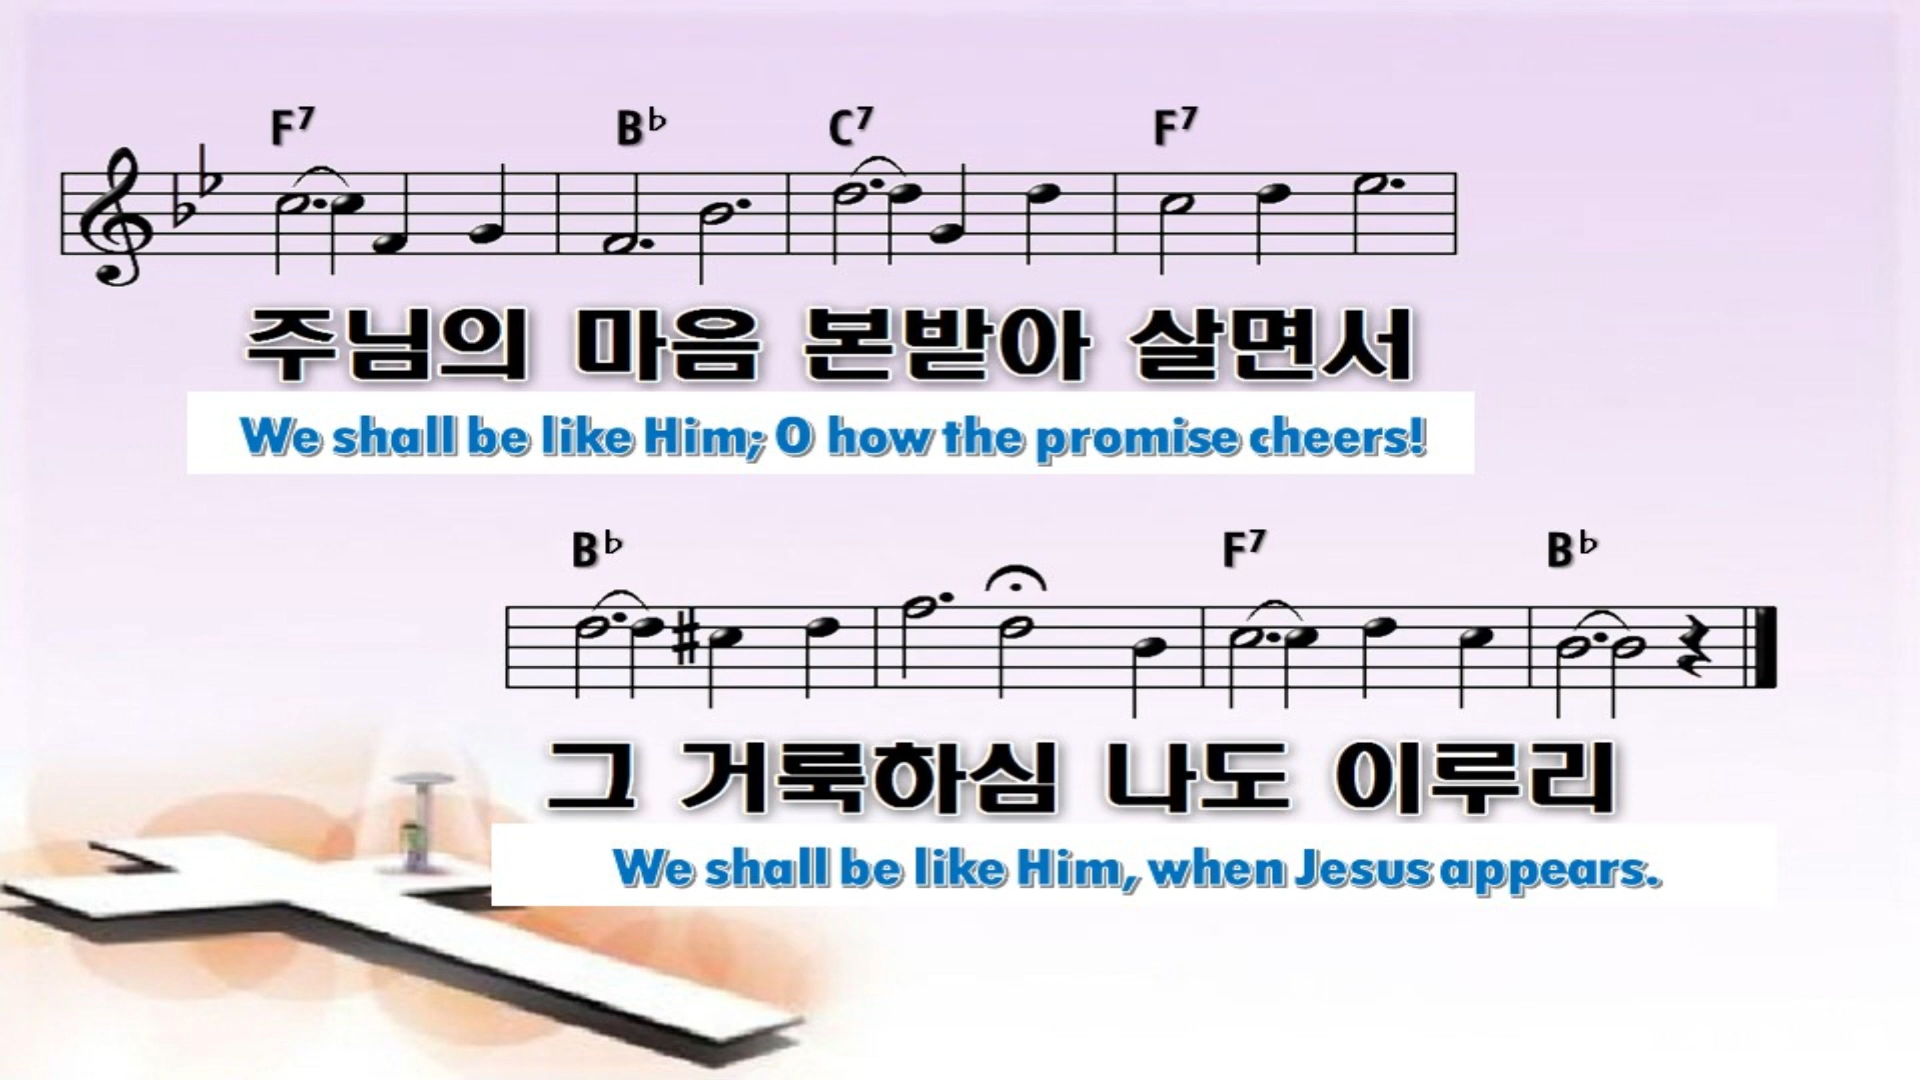 F7 B♭ C7 F7
주님의 마음 본받아 살면서
We shall be like Him; O how the promise cheers!
B♭ F7 B♭
그 거룩하심 나도 이루리
We shall be like Him, when Jesus appears.